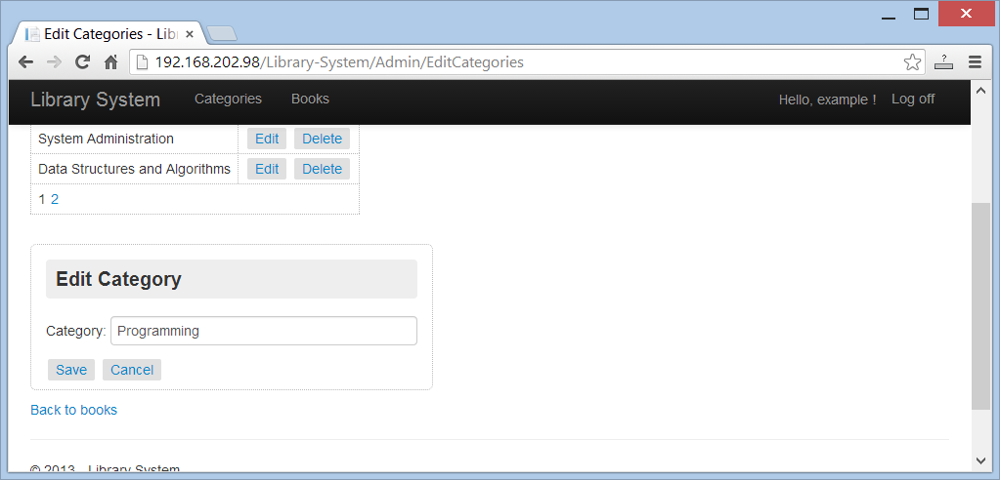 Edit Categories - Lib
192.168.202.98/Library-System/Admin/EditCategories
Library System Categories Books Hello, example ! Log off
System Administration Edit Delete
Data Structures and Algorithms Edit Delete
1 2
Edit Category
Category: Programming
Save Cancel
Back to books
© 2013 - Library System